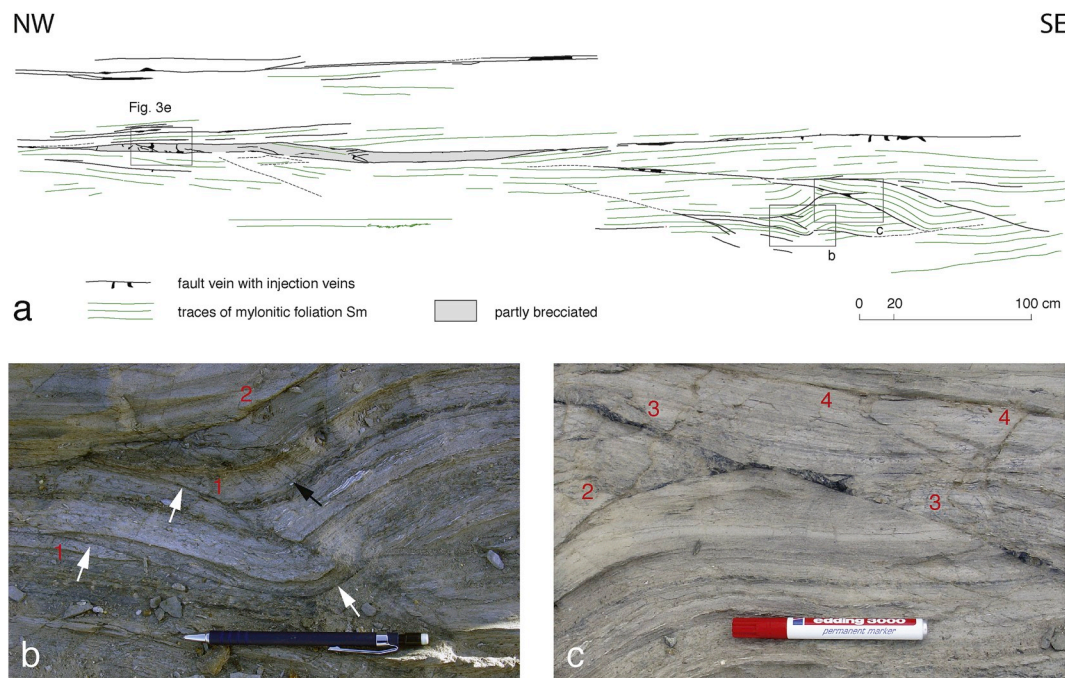 NW
SE
Fig. 3e
c
b
fault vein with injection veins
a
traces of mylonitic foliation Sm
partly brecciated
0 20 100 cm
2
1
1
b
3
4
4
2
3
edding 3000
permanent marker
c